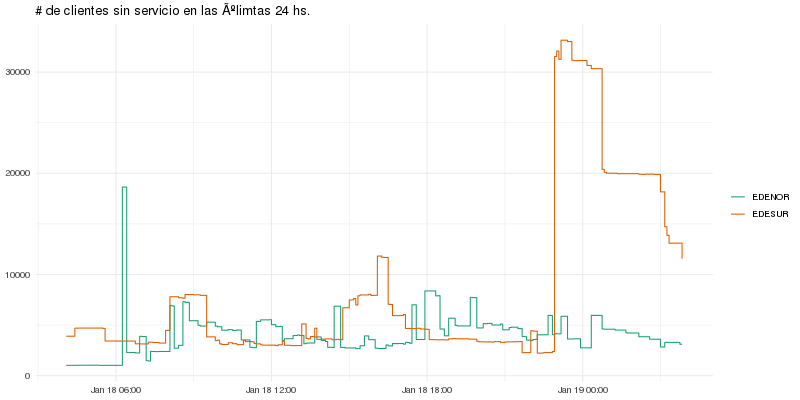 # de clientes sin servicio en las Ãºlimtas 24 hs.
30000
20000
10000
0
Jan 18 06:00
Jan 18 12:00
Jan 18 18:00
Jan 19 00:00
EDENOR
EDESUR